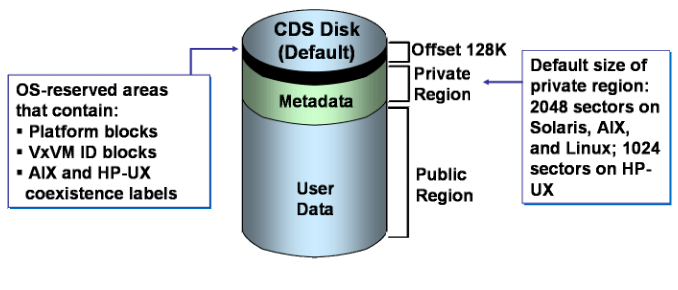 CDS Disk
(Default)
Offset 128K
Private
Region
Metadata
Public
Region
User
Data
OS-reserved areas
that contain:
▪ Platform blocks
▪ VxVM ID blocks
▪ AIX and HP-UX
coexistence labels
Default size of
private region:
2048 sectors on
Solaris, AIX,
and Linux; 1024
sectors on HP-
UX